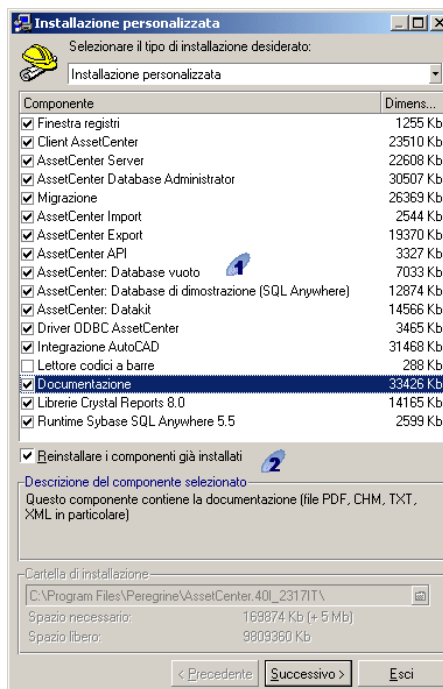 Installazione personalizzata
Selezionare il tipo di installazione desiderato:
Installazione personalizzata
Componente Dimens...
Finestra registri 1255 Kb
Client AssetCenter 23510 Kb
AssetCenter Server 22608 Kb
AssetCenter Database Administrator 30507 Kb
Migrazione 26369 Kb
AssetCenter Import 2544 Kb
AssetCenter Export 19370 Kb
AssetCenter API 3327 Kb
AssetCenter: Database vuoto 7033 Kb
1
AssetCenter: Database di dimostrazione (SQL Anywhere) 12874 Kb
AssetCenter: Datakit 14566 Kb
Driver ODBC AssetCenter 3465 Kb
Integrazione AutoCAD 31468 Kb
Lettore codici a barre 288 Kb
Documentazione 33426 Kb
Librerie Crystal Reports 8.0 14165 Kb
Runtime Sybase SQL Anywhere 5.5 2599 Kb
Reinstallare i componenti già installati
2
Descrizione del componente selezionato
Questo componente contiene la documentazione (file PDF, CHM, TXT,
XML in particolare)
Cartella di installazione
C:\Program Files\Peregrine\AssetCenter.40I_2317IT\
Spazio necessario: 169874 Kb (+ 5 Mb)
Spazio libero: 9809360 Kb
< Precedente Successivo > Esci